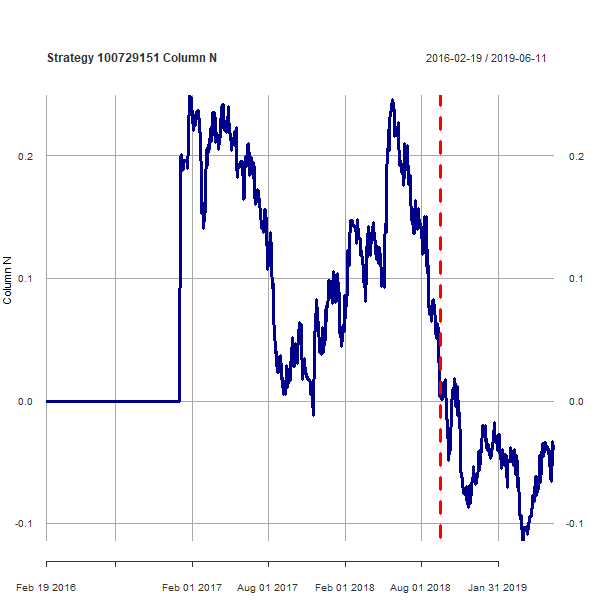 Strategy 100729151 Column N
2016-02-19 / 2019-06-11
0.2
0.2
0.1
0.1
Column N
0.0
0.0
-0.1
-0.1
Feb 19 2016
Feb 01 2017
Aug 01 2017
Feb 01 2018
Aug 01 2018
Jan 31 2019